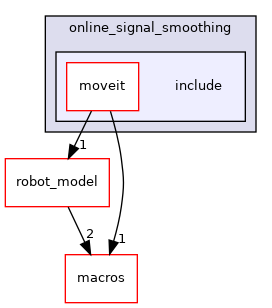 online_signal_smoothing
moveit
include
1
robot_model
2
1
macros